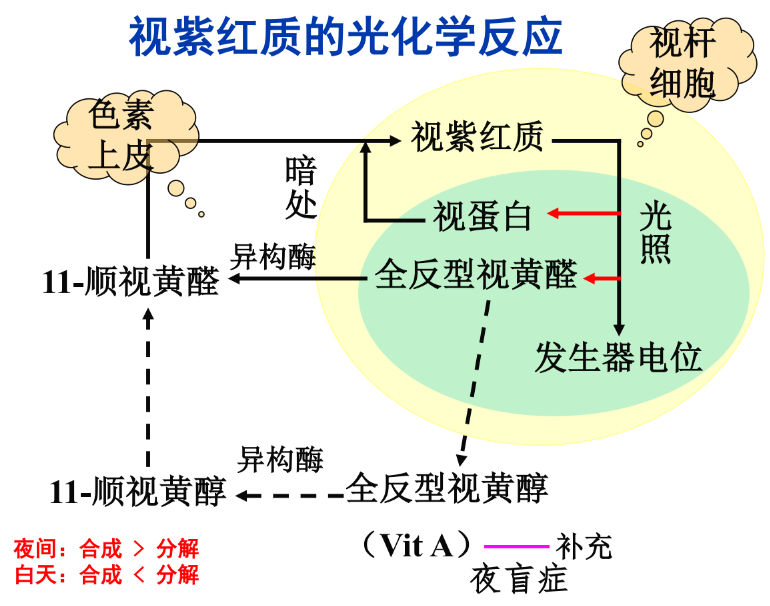 视紫红质的光化学反应
视杆
细胞
色素
上皮
视紫红质
暗
处
视蛋白
光
照
异构酶
11-顺视黄醛
全反型视黄醛
发生器电位
异构酶
11-顺视黄醇
全反型视黄醇
（Vit A）
补充
夜盲症
夜间：合成 > 分解
白天：合成 < 分解